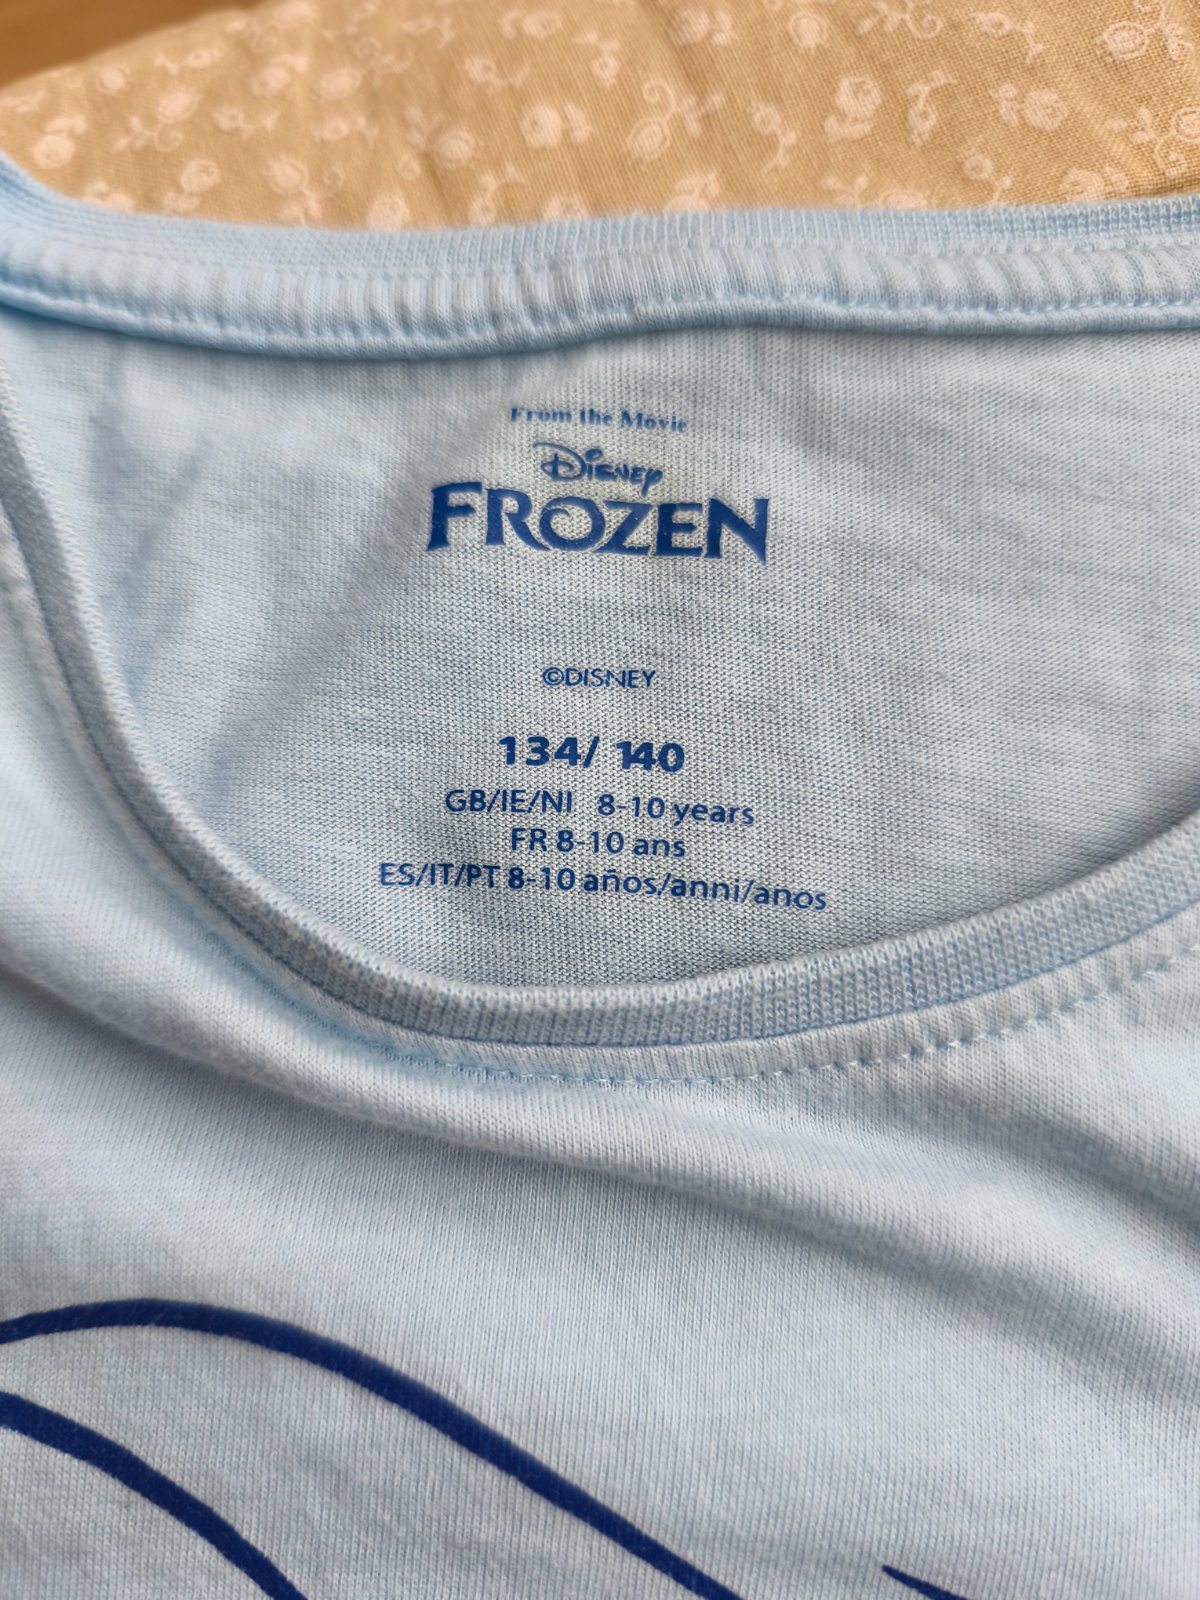 From the Movie
Disney
FROZEN
©DISNEY
134/ 140
GB/IE/NI 8-10 years
FR 8-10 ans
ES/IT/PT 8-10 años/anni/anos